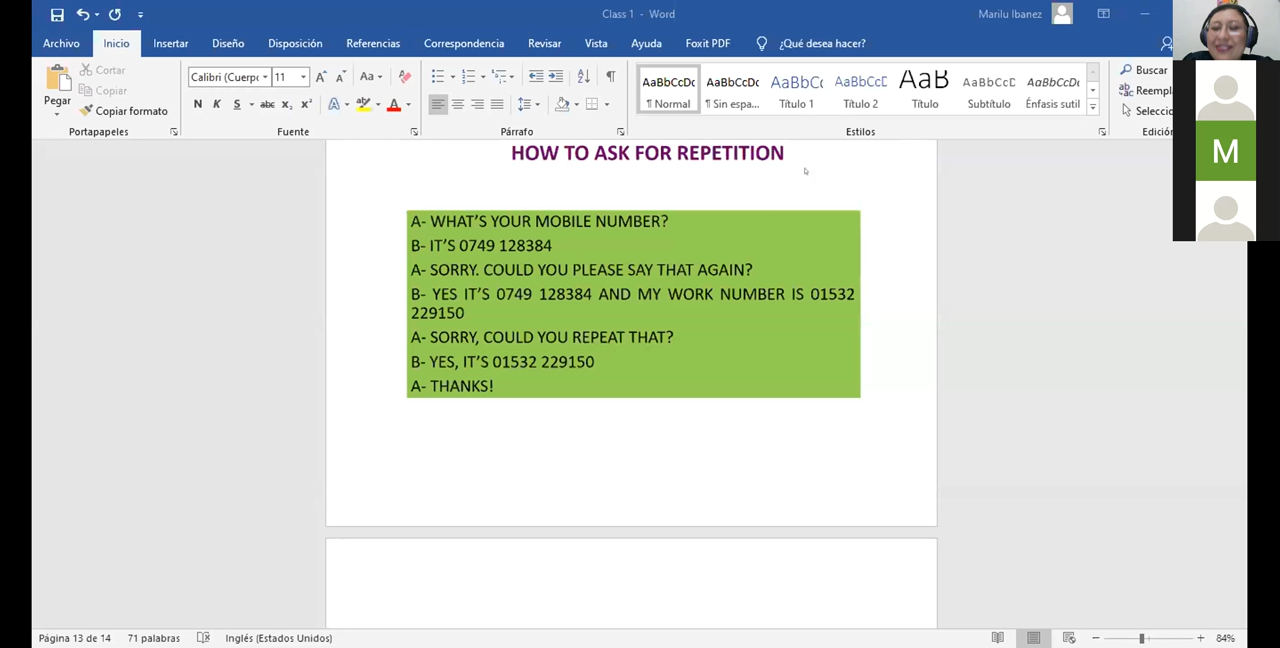 Class 1 - Word
Marilu Ibanez
Archivo Inicio Insertar Diseño Disposición Referencias Correspondencia Revisar Vista Ayuda Foxit PDF ¿Qué desea hacer?
Pegar
Cortar
Copiar
Copiar formato
Portapapeles
Calibri (Cuerp 11
N K S abc
Fuente
Párrafo
AaBbCcDc
¶ Normal
AaBbCcDc
¶ Sin espa...
AaBbCc
Título 1
AaBbCcE
Título 2
AaB
Título
AaBbCcD
Subtítulo
AaBbCcDc
Énfasis sutil
Estilos
Buscar
Reempl
Seleccio
Edición
M
HOW TO ASK FOR REPETITION
A- WHAT'S YOUR MOBILE NUMBER?
B- IT'S 0749 128384
A- SORRY. COULD YOU PLEASE SAY THAT AGAIN?
B- YES IT'S 0749 128384 AND MY WORK NUMBER IS 01532
229150
A- SORRY, COULD YOU REPEAT THAT?
B- YES, IT'S 01532 229150
A- THANKS!
Página 13 de 14 71 palabras Inglés (Estados Unidos) 84%